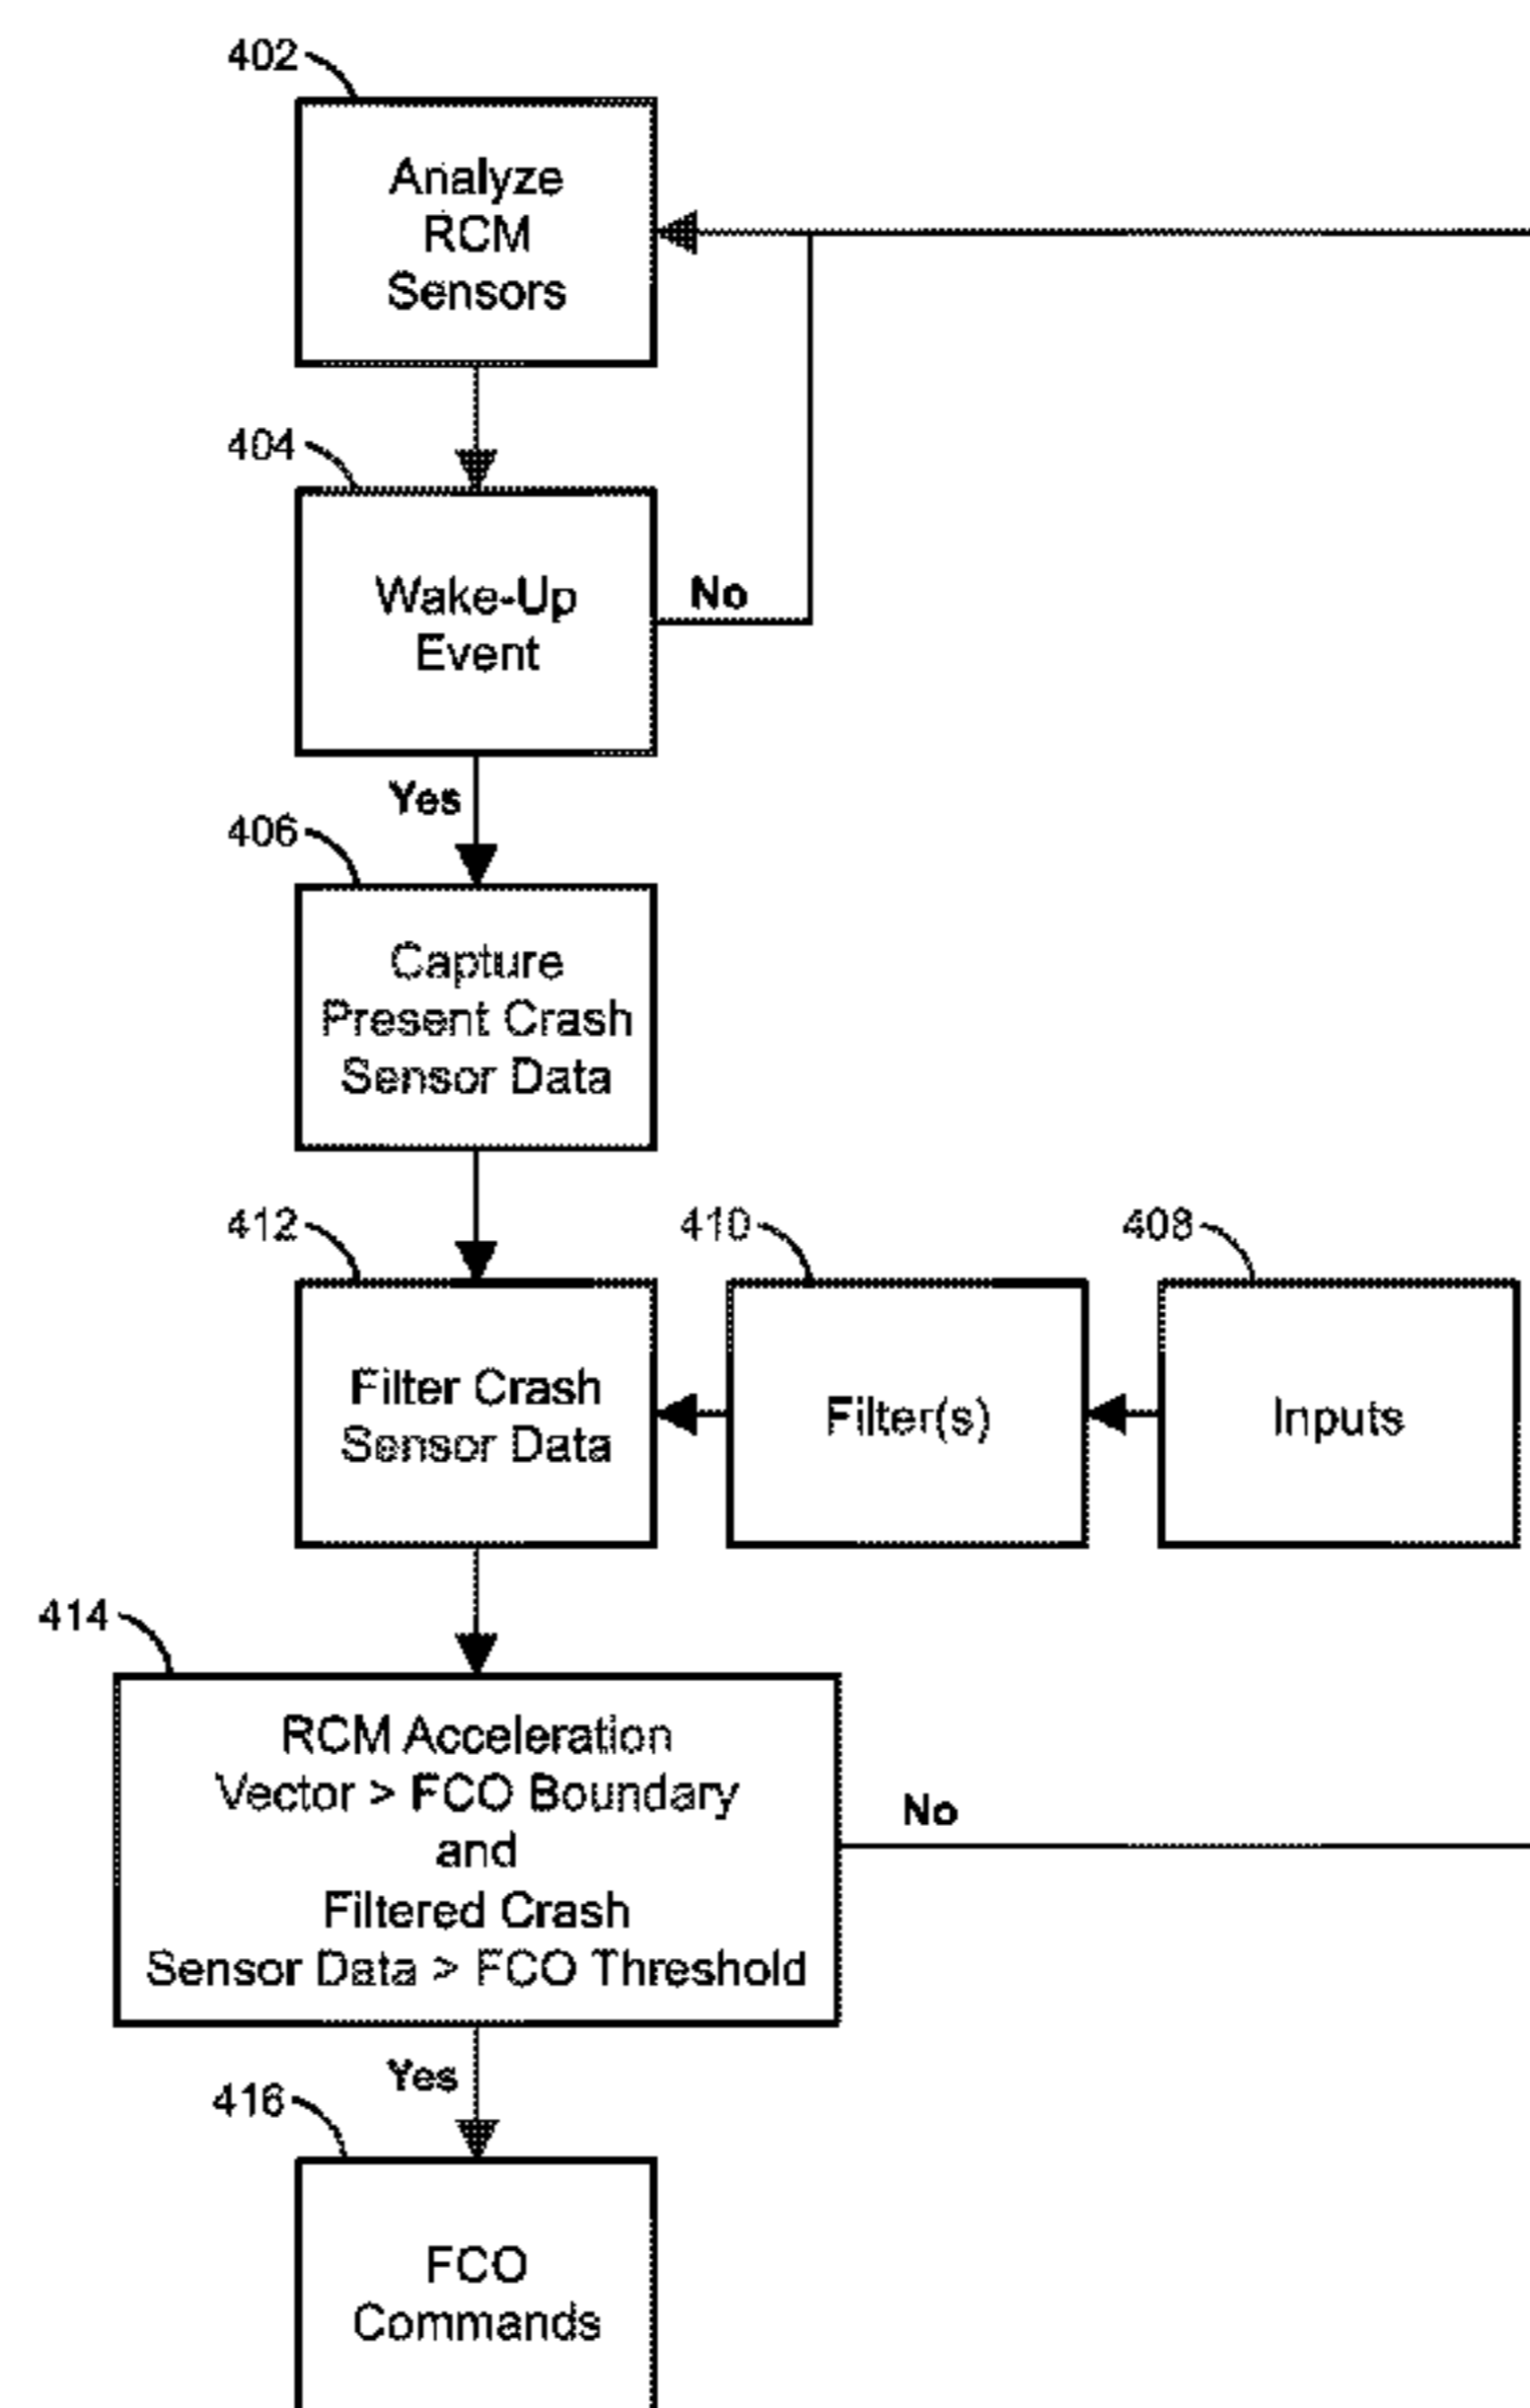 402
Analyze
RCM
Sensors
404
Wake-Up
Event
No
Yes
406
Capture
Present Crash
Sensor Data
412
410
408
Filter Crash
Sensor Data
Filter(s)
Inputs
414
RCM Acceleration
Vector > FCO Boundary
and
Filtered Crash
Sensor Data > FCO Threshold
No
Yes
416
FCO
Commands